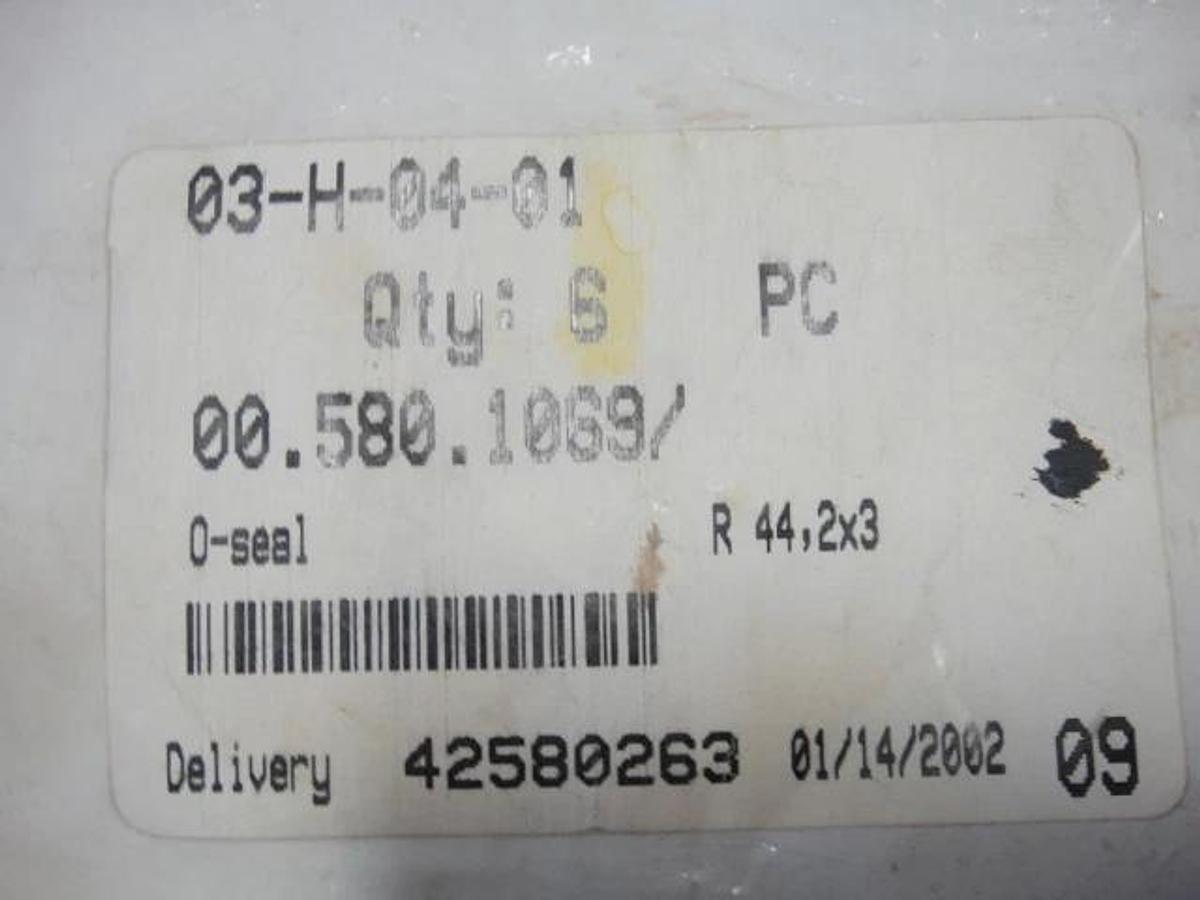 03-H-04-01
Qty: 6 PC
00.580.1069/
O-seal R 44,2x3
Delivery 42580263 01/14/2002 09